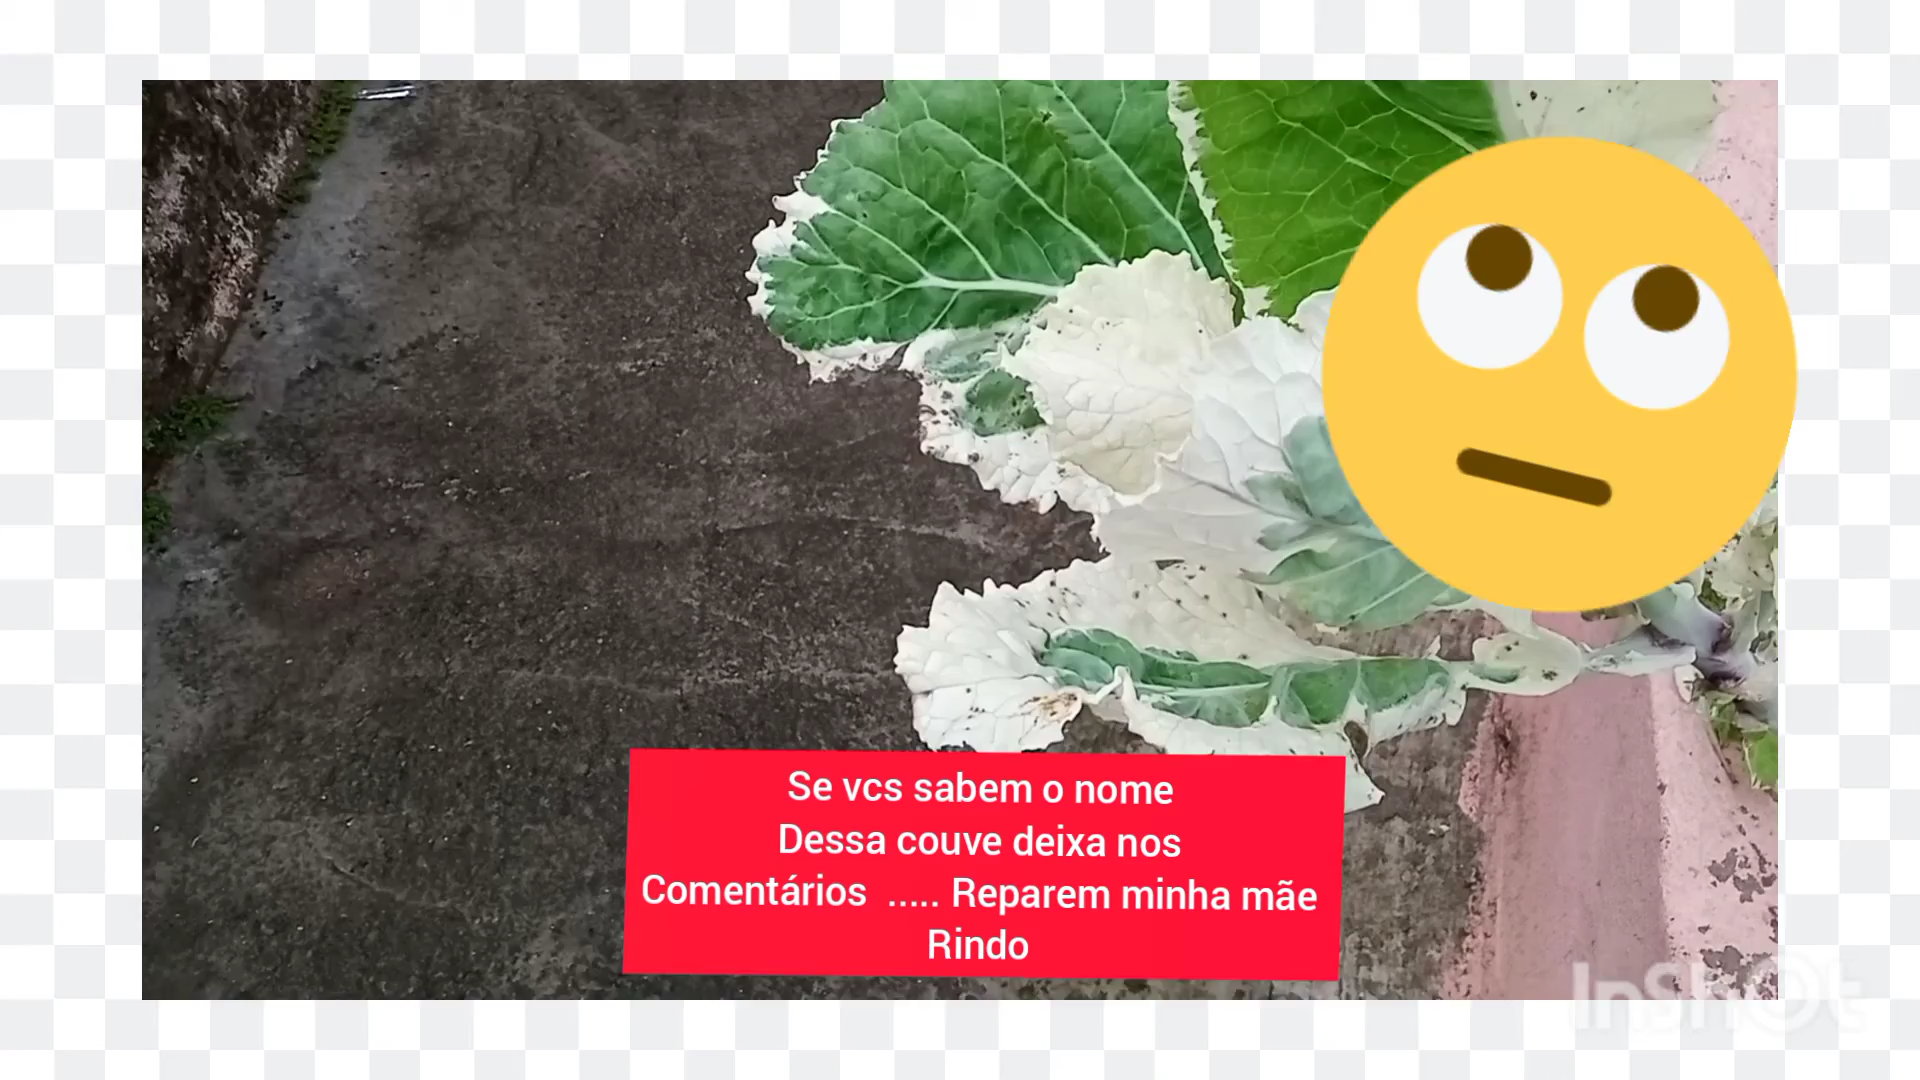 Se vcs sabem o nome
Dessa couve deixa nos
Comentários ..... Reparem minha mãe
Rindo
InShOt